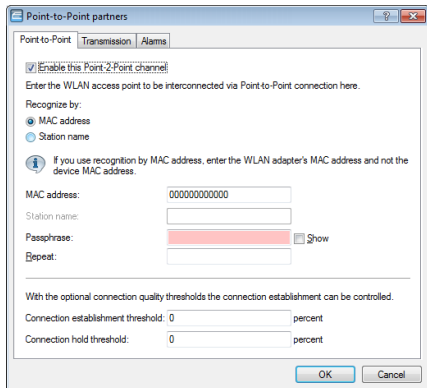 Point-to-Point partners
Point-to-Point Transmission Alarms
Enable this Point-2-Point channel
Enter the WLAN access point to be interconnected via Point-to-Point connection here.
Recognize by:
MAC address
Station name
If you use recognition by MAC address, enter the WLAN adapter's MAC address and not the
device MAC address.
MAC address: 000000000000
Station name:
Passphrase: Show
Repeat:
With the optional connection quality thresholds the connection establishment can be controlled.
Connection establishment threshold: 0 percent
Connection hold threshold: 0 percent
OK Cancel